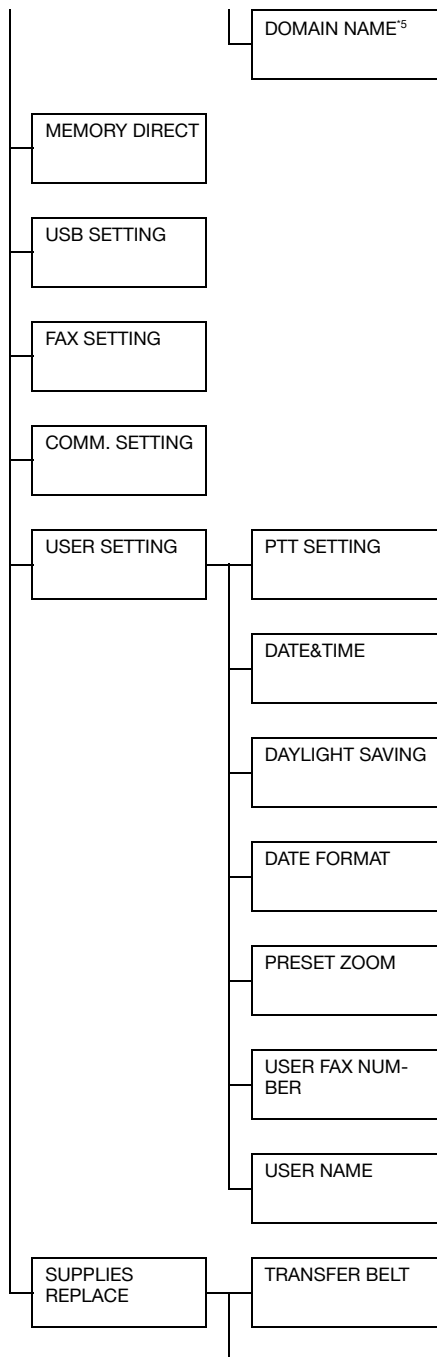 DOMAIN NAME*5
MEMORY DIRECT
USB SETTING
FAX SETTING
COMM. SETTING
USER SETTING
PTT SETTING
DATE&TIME
DAYLIGHT SAVING
DATE FORMAT
PRESET ZOOM
USER FAX NUM-
BER
USER NAME
SUPPLIES
REPLACE
TRANSFER BELT